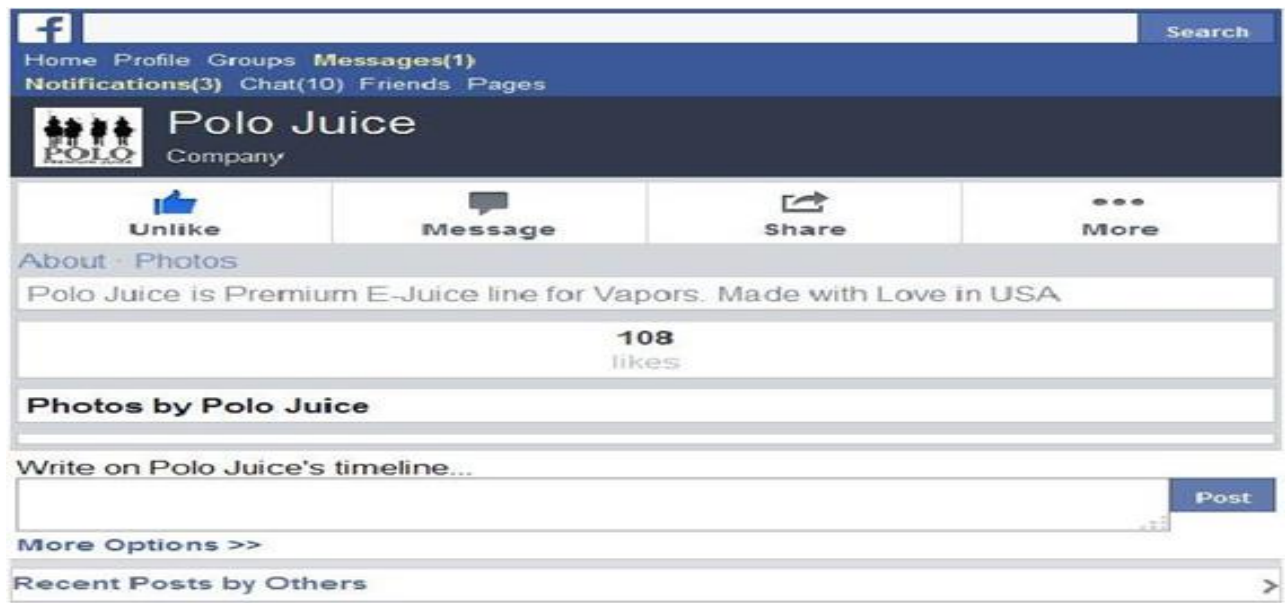 f
Search
Home Profile Groups Messages(1)
Notifications(3) Chat(10) Friends Pages
Polo Juice
POLO
Company
Unlike Message Share More
About · Photos
Polo Juice is Premium E-Juice line for Vapors. Made with Love in USA
108
likes
Photos by Polo Juice
Write on Polo Juice's timeline...
Post
More Options >>
Recent Posts by Others >